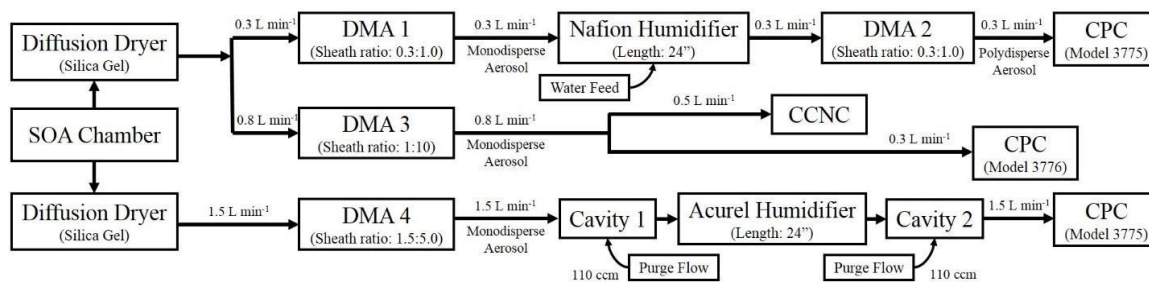 Diffusion Dryer
(Silica Gel)
0.3 L min⁻¹
DMA 1
(Sheath ratio: 0.3:1.0)
0.3 L min⁻¹
Monodisperse
Aerosol
Nafion Humidifier
(Length: 24”)
Water Feed
0.3 L min⁻¹
DMA 2
(Sheath ratio: 0.3:1.0)
0.3 L min⁻¹
Polydisperse
Aerosol
CPC
(Model 3775)
SOA Chamber
0.8 L min⁻¹
DMA 3
(Sheath ratio: 1:10)
0.8 L min⁻¹
Monodisperse
Aerosol
0.5 L min⁻¹
CCNC
0.3 L min⁻¹
CPC
(Model 3776)
Diffusion Dryer
(Silica Gel)
1.5 L min⁻¹
DMA 4
(Sheath ratio: 1.5:5.0)
1.5 L min⁻¹
Monodisperse
Aerosol
Cavity 1
110 ccm
Purge Flow
Acurel Humidifier
(Length: 24”)
Cavity 2
Purge Flow
110 ccm
1.5 L min⁻¹
CPC
(Model 3775)